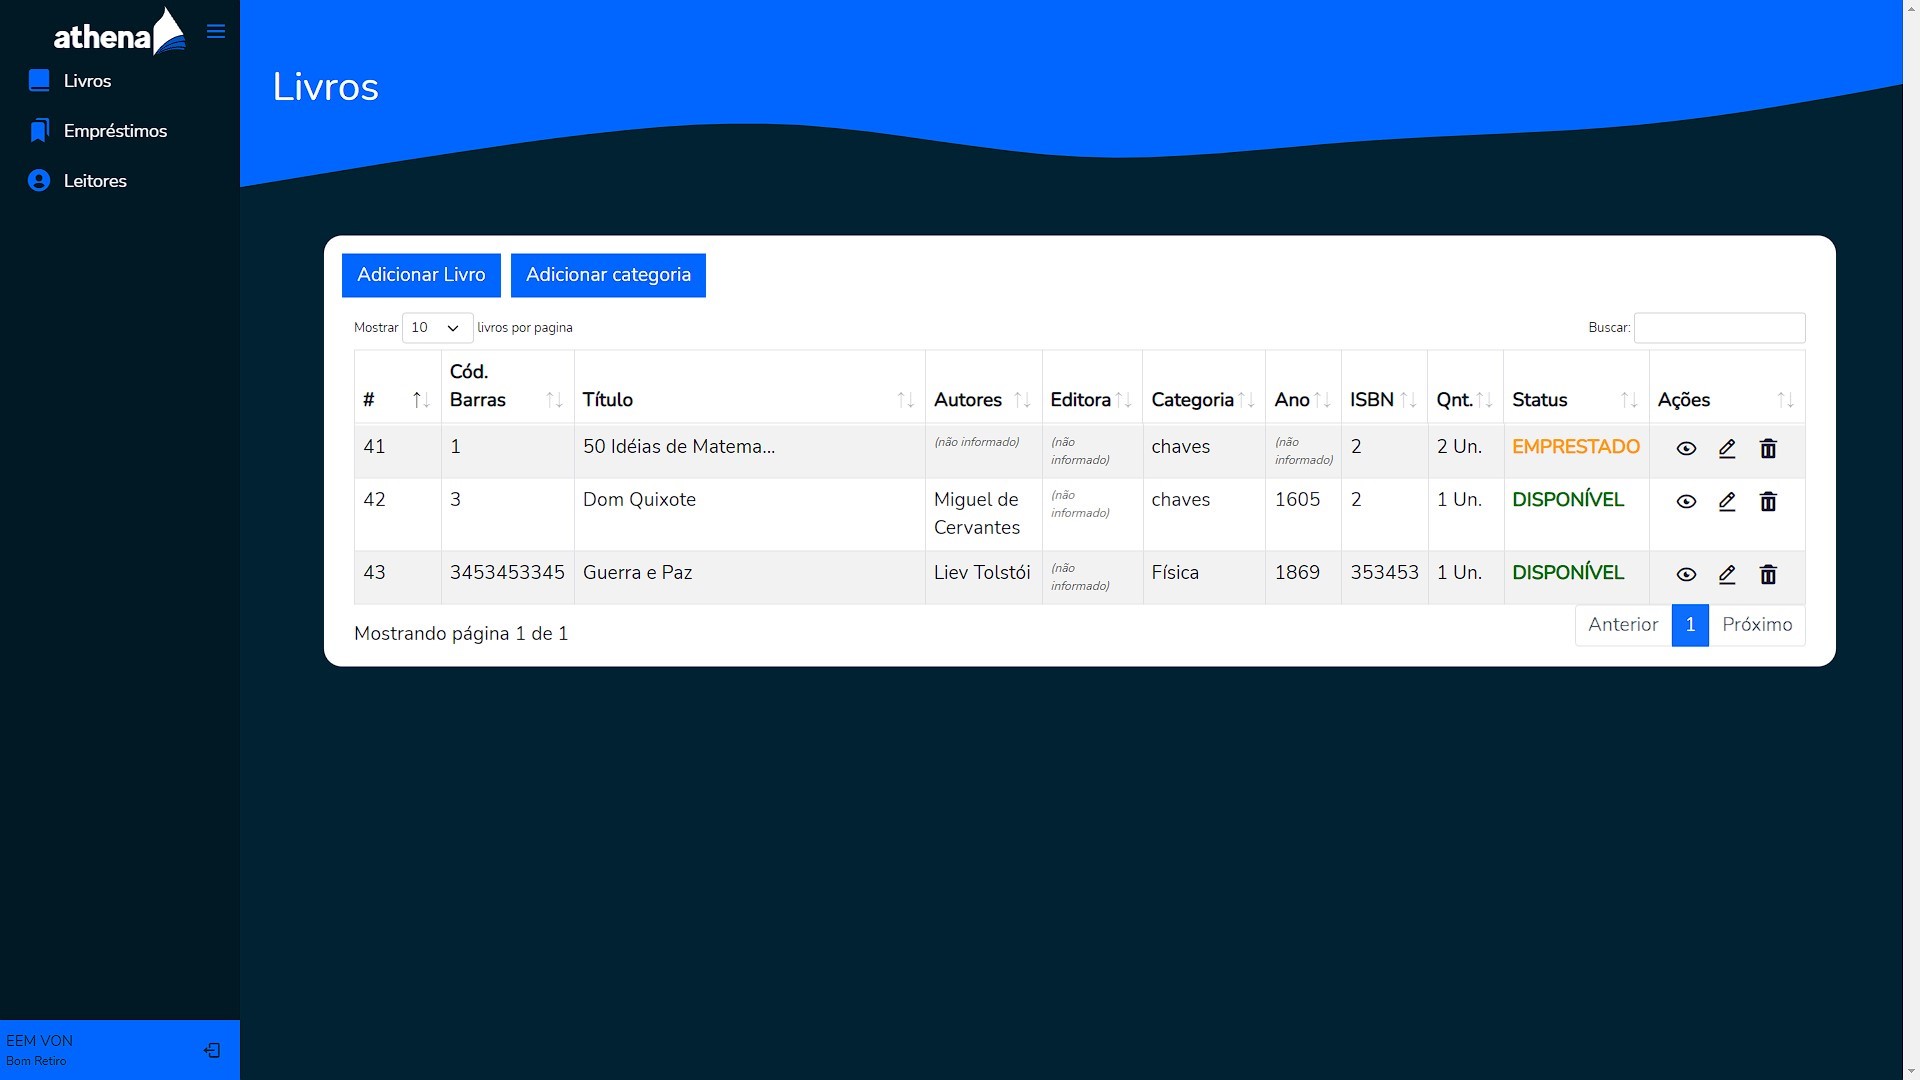 athena
Livros
Empréstimos
Leitores
Livros
Adicionar Livro Adicionar categoria
Mostrar 10 livros por pagina Buscar:
# Cód. Barras Título Autores Editora Categoria Ano ISBN Qnt. Status Ações
41 1 50 Idéias de Matema... (não informado) (não informado) chaves (não informado) 2 2 Un. EMPRESTADO
42 3 Dom Quixote Miguel de Cervantes (não informado) chaves 1605 2 1 Un. DISPONÍVEL
43 3453453345 Guerra e Paz Liev Tolstói (não informado) Física 1869 353453 1 Un. DISPONÍVEL
Mostrando página 1 de 1 Anterior 1 Próximo
EEM VON
Bom Retiro